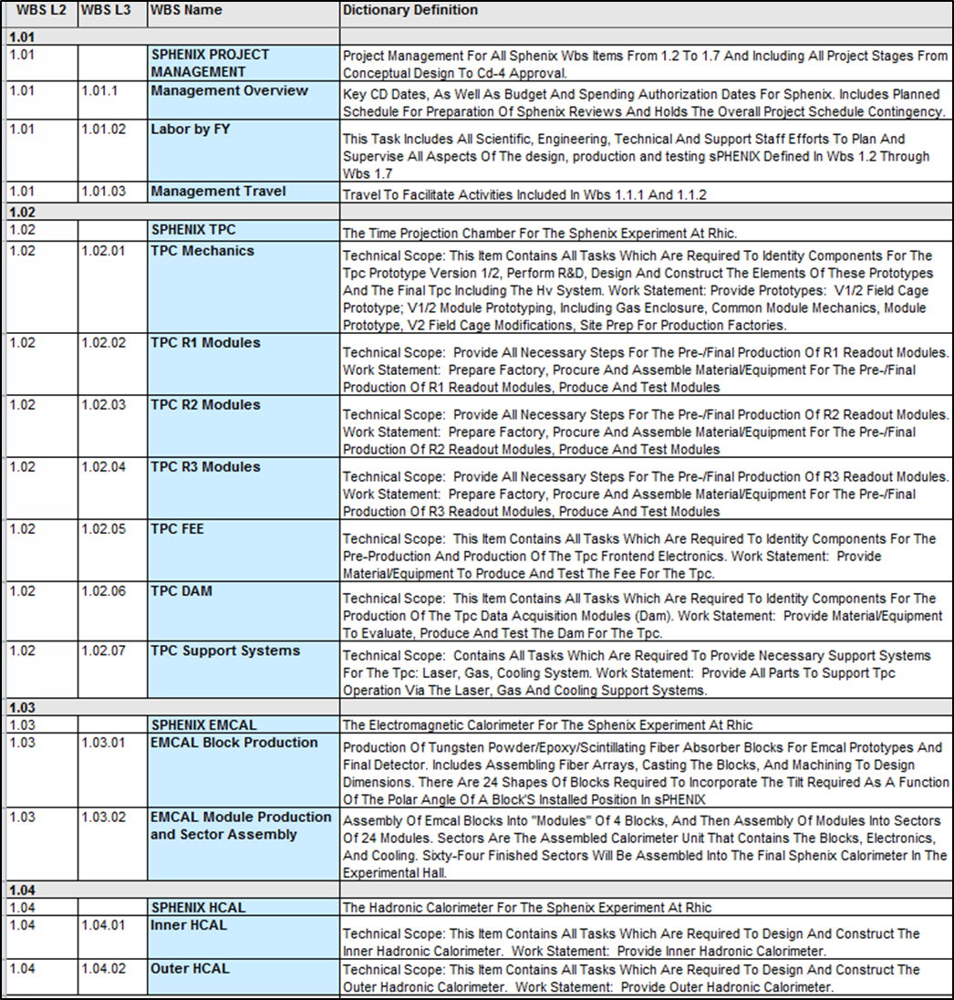 WBS L2 WBS L3 WBS Name Dictionary Definition
1.01
1.01 SPHENIX PROJECT MANAGEMENT
Project Management For All Sphenix Wbs Items From 1.2 To 1.7 And Including All Project Stages From
Conceptual Design To Cd-4 Approval.
1.01 1.01.1 Management Overview
Key CD Dates, As Well As Budget And Spending Authorization Dates For Sphenix. Includes Planned
Schedule For Preparation Of Sphenix Reviews And Holds The Overall Project Schedule Contingency.
1.01 1.01.02 Labor by FY
This Task Includes All Scientific, Engineering, Technical And Support Staff Efforts To Plan And
Supervise All Aspects Of The design, production and testing sPHENIX Defined In Wbs 1.2 Through
Wbs 1.7
1.01 1.01.03 Management Travel
Travel To Facilitate Activities Included In Wbs 1.1.1 And 1.1.2
1.02
1.02 SPHENIX TPC
The Time Projection Chamber For The Sphenix Experiment At Rhic.
1.02 1.02.01 TPC Mechanics
Technical Scope: This Item Contains All Tasks Which Are Required To Identity Components For The
Tpc Prototype Version 1/2, Perform R&D, Design And Construct The Elements Of These Prototypes
And The Final Tpc Including The Hv System. Work Statement: Provide Prototypes: V1/2 Field Cage
Prototype; V1/2 Module Prototyping, Including Gas Enclosure, Common Module Mechanics, Module
Prototype, V2 Field Cage Modifications, Site Prep For Production Factories.
1.02 1.02.02 TPC R1 Modules
Technical Scope: Provide All Necessary Steps For The Pre-/Final Production Of R1 Readout Modules.
Work Statement: Prepare Factory, Procure And Assemble Material/Equipment For The Pre-/Final
Production Of R1 Readout Modules, Produce And Test Modules
1.02 1.02.03 TPC R2 Modules
Technical Scope: Provide All Necessary Steps For The Pre-/Final Production Of R2 Readout Modules.
Work Statement: Prepare Factory, Procure And Assemble Material/Equipment For The Pre-/Final
Production Of R2 Readout Modules, Produce And Test Modules
1.02 1.02.04 TPC R3 Modules
Technical Scope: Provide All Necessary Steps For The Pre-/Final Production Of R3 Readout Modules.
Work Statement: Prepare Factory, Procure And Assemble Material/Equipment For The Pre-/Final
Production Of R3 Readout Modules, Produce And Test Modules
1.02 1.02.05 TPC FEE
Technical Scope: This Item Contains All Tasks Which Are Required To Identity Components For The
Pre-Production And Production Of The Tpc Frontend Electronics. Work Statement: Provide
Material/Equipment To Produce And Test The Fee For The Tpc.
1.02 1.02.06 TPC DAM
Technical Scope: This Item Contains All Tasks Which Are Required To Identity Components For The
Production Of The Tpc Data Acquisition Modules (Dam). Work Statement: Provide Material/Equipment
To Evaluate, Produce And Test The Dam For The Tpc.
1.02 1.02.07 TPC Support Systems
Technical Scope: Contains All Tasks Which Are Required To Provide Necessary Support Systems
For The Tpc: Laser, Gas, Cooling System. Work Statement: Provide All Parts To Support Tpc
Operation Via The Laser, Gas And Cooling Support Systems.
1.03
1.03 SPHENIX EMCAL
The Electromagnetic Calorimeter For The Sphenix Experiment At Rhic
1.03 1.03.01 EMCAL Block Production
Production Of Tungsten Powder/Epoxy/Scintillating Fiber Absorber Blocks For Emcal Prototypes And
Final Detector. Includes Assembling Fiber Arrays, Casting The Blocks, And Machining To Design
Dimensions. There Are 24 Shapes Of Blocks Required To Incorporate The Tilt Required As A Function
Of The Polar Angle Of A Block'S Installed Position In sPHENIX
1.03 1.03.02 EMCAL Module Production
and Sector Assembly
Assembly Of Emcal Blocks Into "Modules" Of 4 Blocks, And Then Assembly Of Modules Into Sectors
Of 24 Modules. Sectors Are The Assembled Calorimeter Unit That Contains The Blocks, Electronics,
And Cooling. Sixty-Four Finished Sectors Will Be Assembled Into The Final Sphenix Calorimeter In The
Experimental Hall.
1.04
1.04 SPHENIX HCAL
The Hadronic Calorimeter For The Sphenix Experiment At Rhic
1.04 1.04.01 Inner HCAL
Technical Scope: This Item Contains All Tasks Which Are Required To Design And Construct The
Inner Hadronic Calorimeter. Work Statement: Provide Inner Hadronic Calorimeter.
1.04 1.04.02 Outer HCAL
Technical Scope: This Item Contains All Tasks Which Are Required To Design And Construct The
Outer Hadronic Calorimeter. Work Statement: Provide Outer Hadronic Calorimeter.